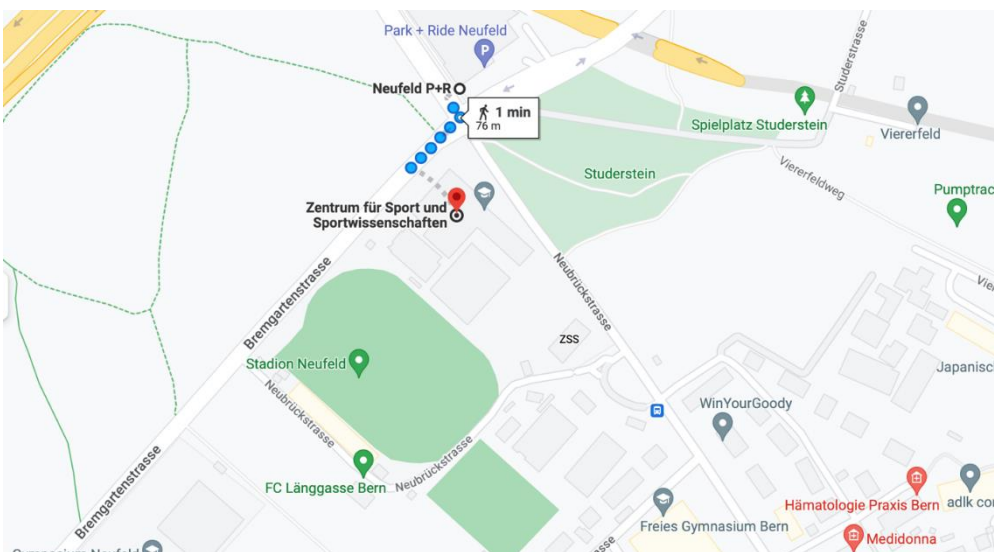 Park + Ride Neufeld
P
Neufeld P+R
1 min
76 m
Studerstrasse
Spielplatz Studerstein
Viererfeld
Studerstein
Viererfeldweg
Pumptrac
Zentrum für Sport und
Sportwissenschaften
Neubrückstrasse
Bremgartenstrasse
Vie
ZSS
Stadion Neufeld
Japanisc
Neubrückstrasse
WinYourGoody
Bremgartenstrasse
FC Länggasse Bern
Neubrückstrasse
Hämatologie Praxis Bern
adlk co
Freies Gymnasium Bern
Medidonna